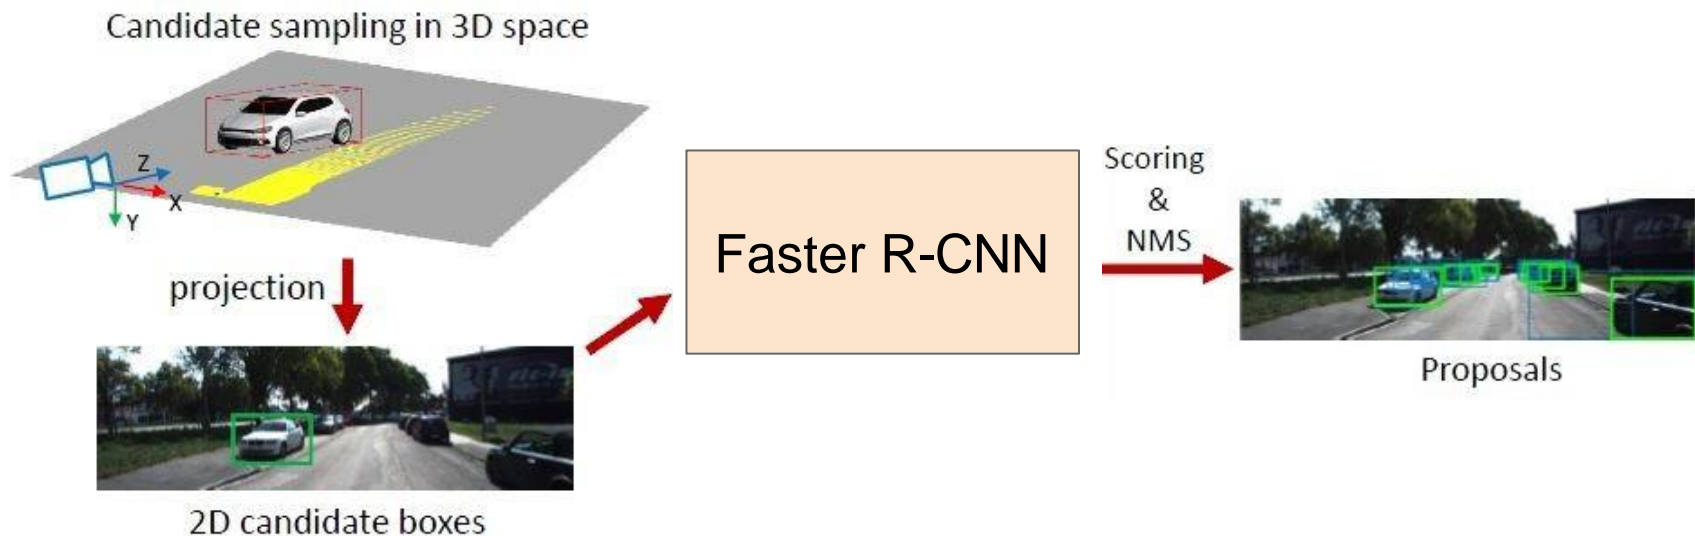 Candidate sampling in 3D space
Z
X
Y
projection
2D candidate boxes
Faster R-CNN
Scoring
&
NMS
Proposals